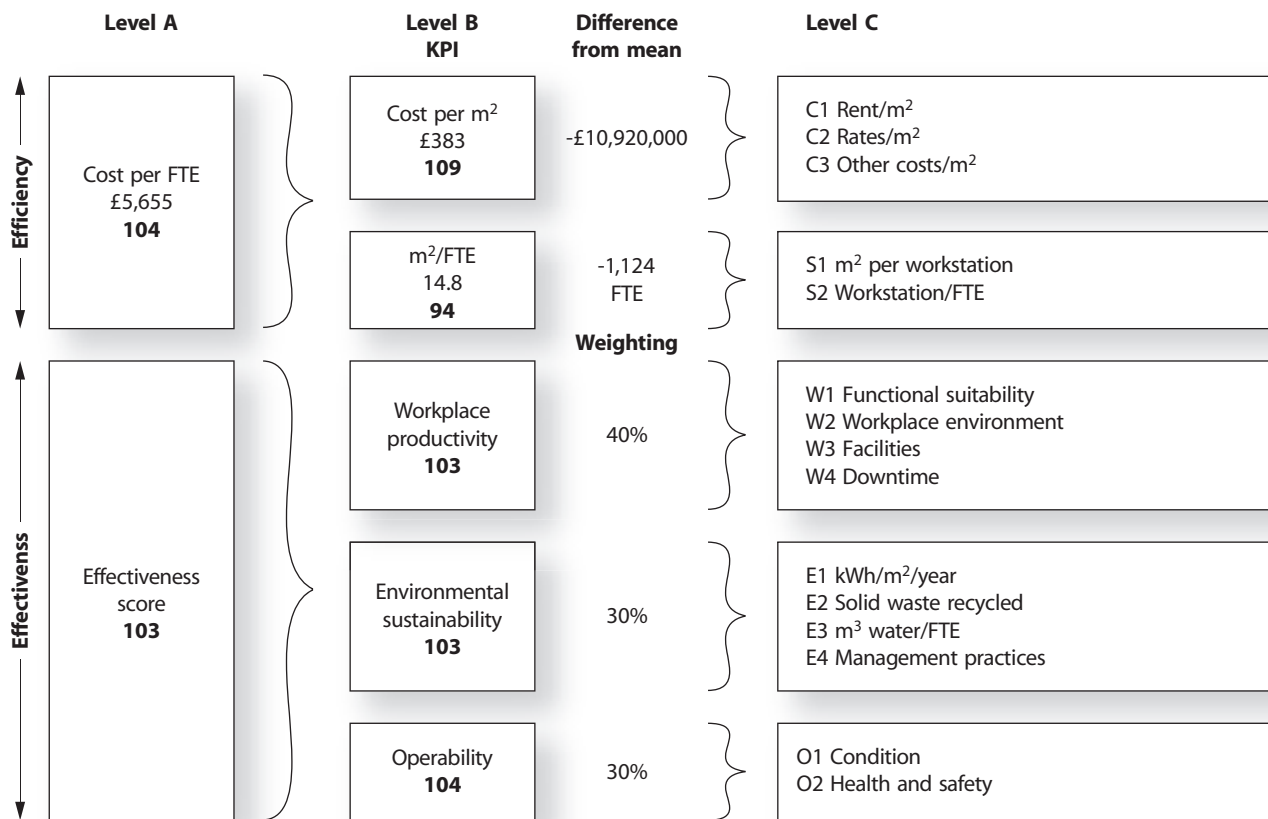 Level A
Level B
KPI
Difference
from mean
Level C
Efficiency
Cost per FTE
£5,655
104
Cost per m²
£383
109
-£10,920,000
C1 Rent/m²
C2 Rates/m²
C3 Other costs/m²
m²/FTE
14.8
94
-1,124
FTE
S1 m² per workstation
S2 Workstation/FTE
Weighting
Effectivenss
Effectiveness
score
103
Workplace
productivity
103
40%
W1 Functional suitability
W2 Workplace environment
W3 Facilities
W4 Downtime
Environmental
sustainability
103
30%
E1 kWh/m²/year
E2 Solid waste recycled
E3 m³ water/FTE
E4 Management practices
Operability
104
30%
O1 Condition
O2 Health and safety